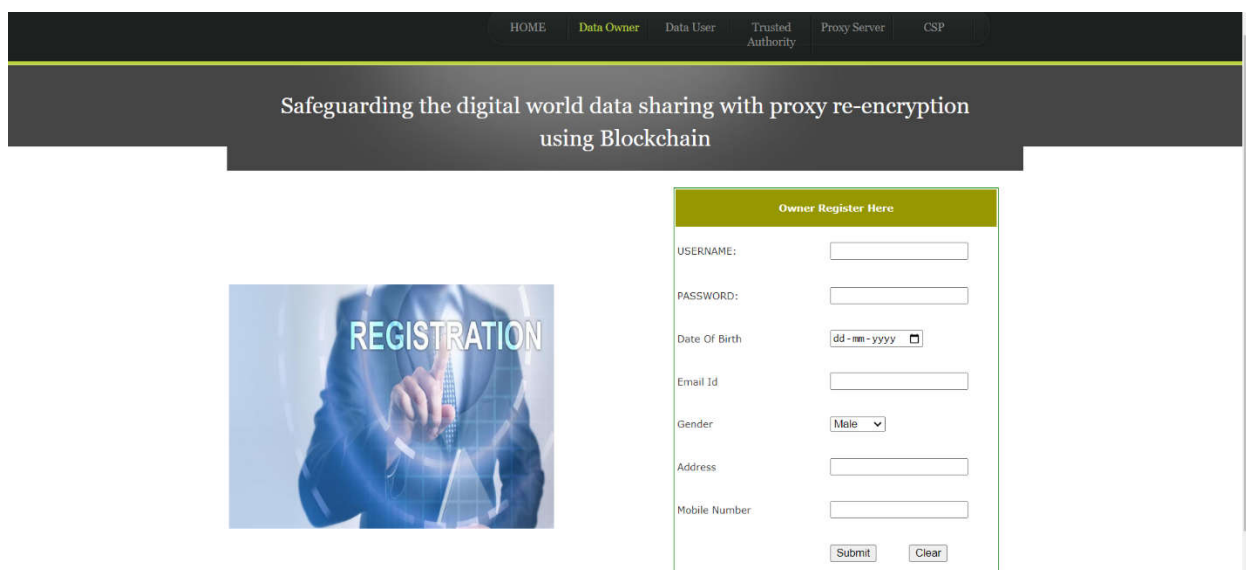 HOME Data Owner Data User Trusted Authority Proxy Server CSP
Safeguarding the digital world data sharing with proxy re-encryption
using Blockchain
Owner Register Here
USERNAME:
PASSWORD:
Date Of Birth dd-mm-yyyy
Email Id
Gender Male
Address
Mobile Number
Submit Clear
REGISTRATION